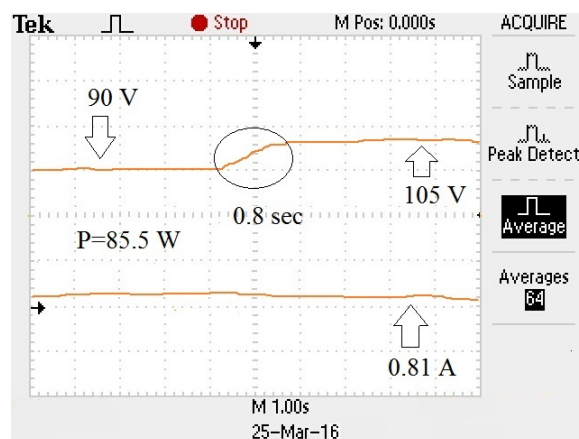 Tek Stop M Pos: 0.000s ACQUIRE
Sample
90 V
Peak Detect
105 V
0.8 sec
P=85.5 W
Average
Averages
64
0.81 A
M 1.00s
25-Mar-16